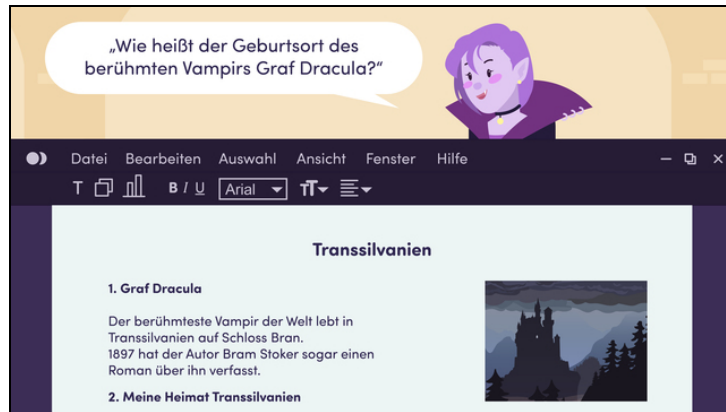 „Wie heißt der Geburtsort des
berühmten Vampirs Graf Dracula?“
Datei Bearbeiten Auswahl Ansicht Fenster Hilfe
T B I U Arial TT
Transsilvanien
1. Graf Dracula
Der berühmteste Vampir der Welt lebt in
Transsilvanien auf Schloss Bran.
1897 hat der Autor Bram Stoker sogar einen
Roman über ihn verfasst.
2. Meine Heimat Transsilvanien